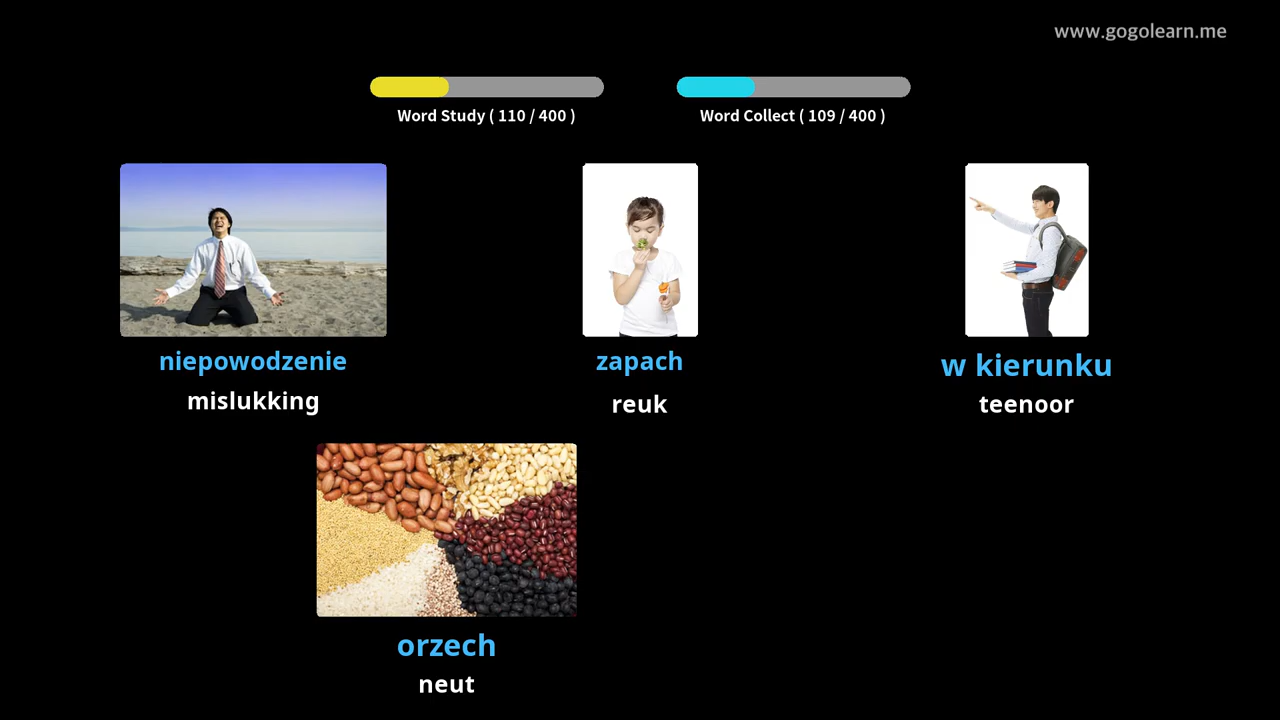 www.gogolearn.me
Word Study ( 110 / 400 )
Word Collect ( 109 / 400 )
niepowodzenie
mislukking
zapach
reuk
w kierunku
teenoor
orzech
neut